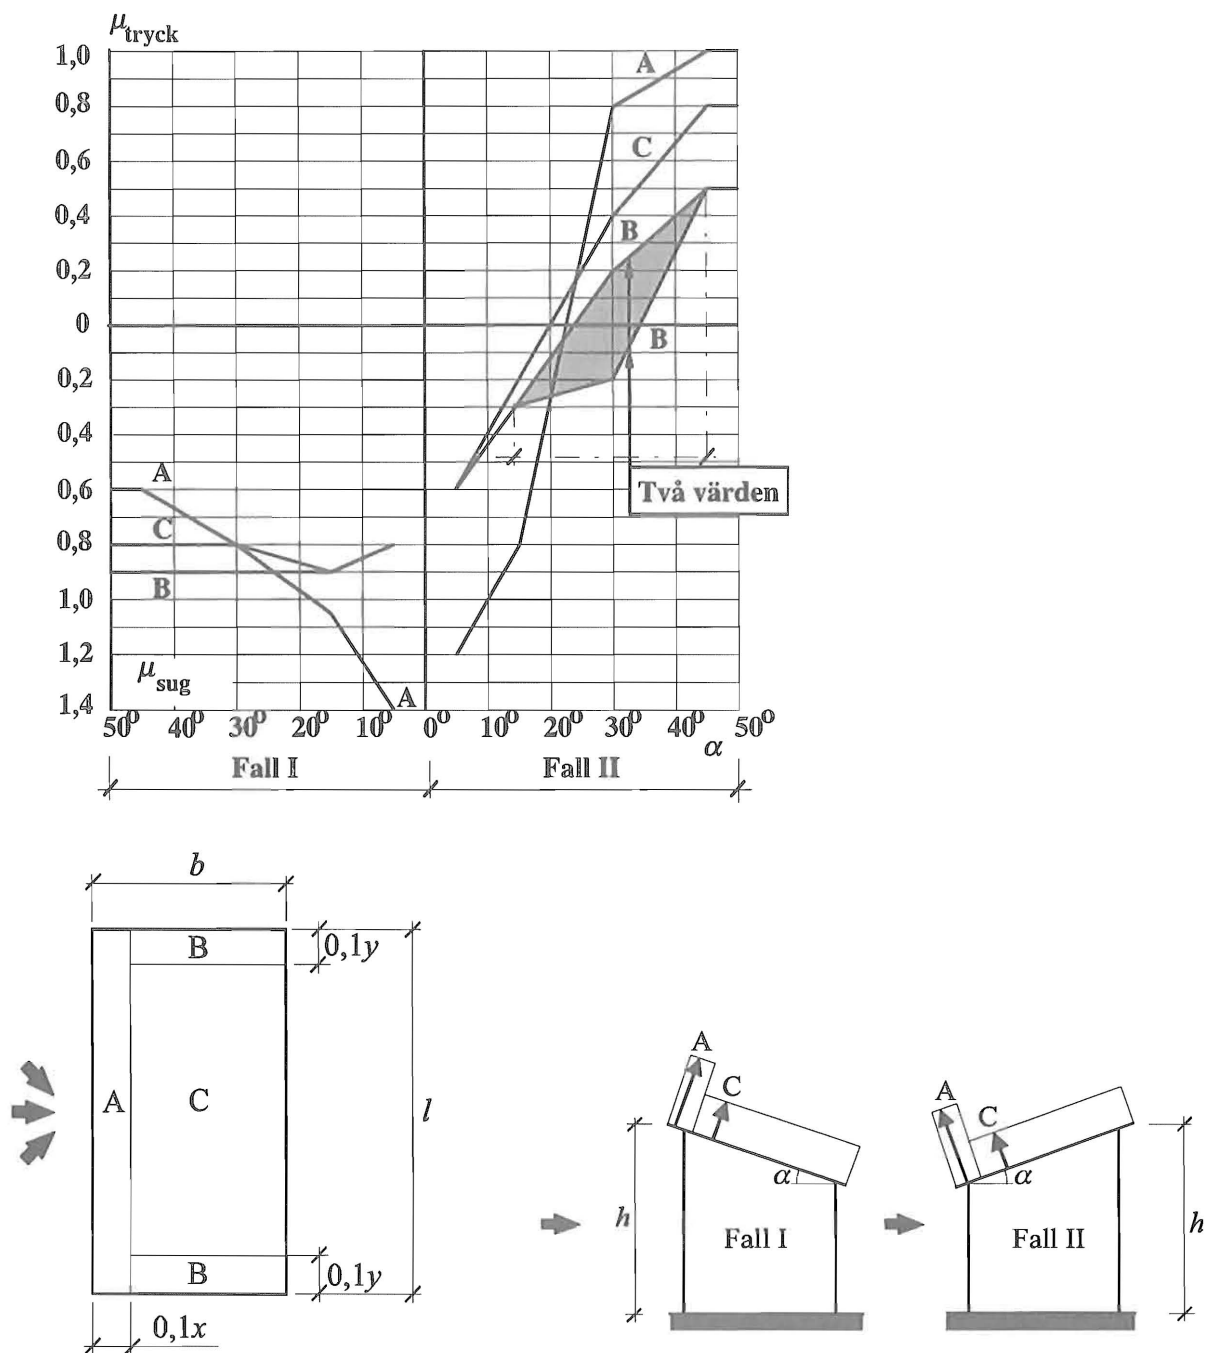 μtryck
1,0
A
0,8
C
0,6
0,4
B
0,2
0
B
0,2
0,4
A
0,6
Två värden
C
0,8
B
1,0
1,2
μsug
A
1,4
50° 40° 30° 20° 10° 0° 10° 20° 30° 40° 50°
α
Fall I Fall II
b
B
0,1y
A C
l
B
0,1y
0,1x
A
C
α
h
Fall I
A
C
α
h
Fall II